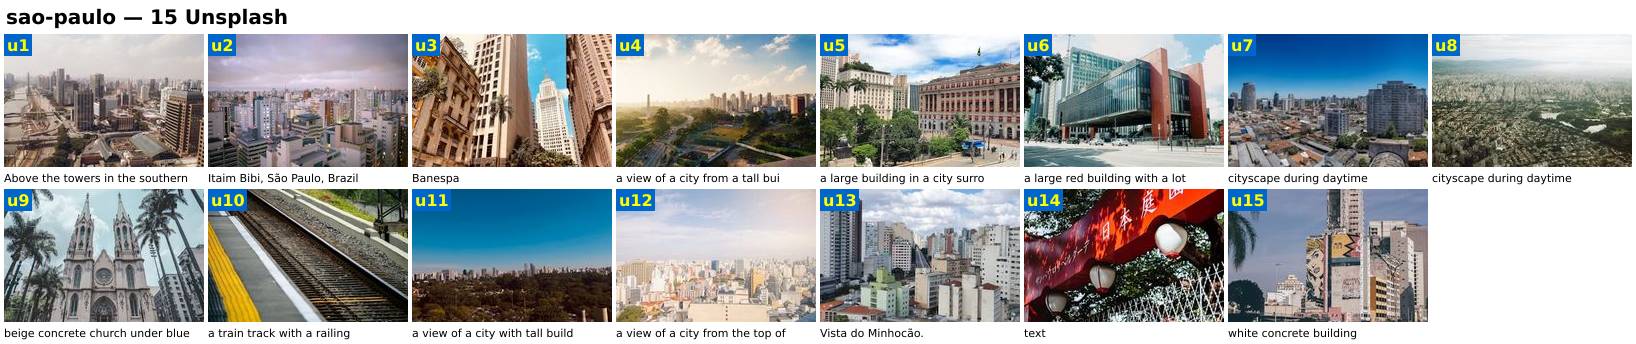 sao-paulo — 15 Unsplash
u1
u2
u3
u4
u5
u6
u7
u8
Above the towers in the southern
Itaim Bibi, São Paulo, Brazil
Banespa
a view of a city from a tall bui
a large building in a city surro
a large red building with a lot
cityscape during daytime
cityscape during daytime
u9
u10
u11
u12
u13
u14
u15
日本庭園
beige concrete church under blue
a train track with a railing
a view of a city with tall build
a view of a city from the top of
Vista do Minhocão.
text
white concrete building